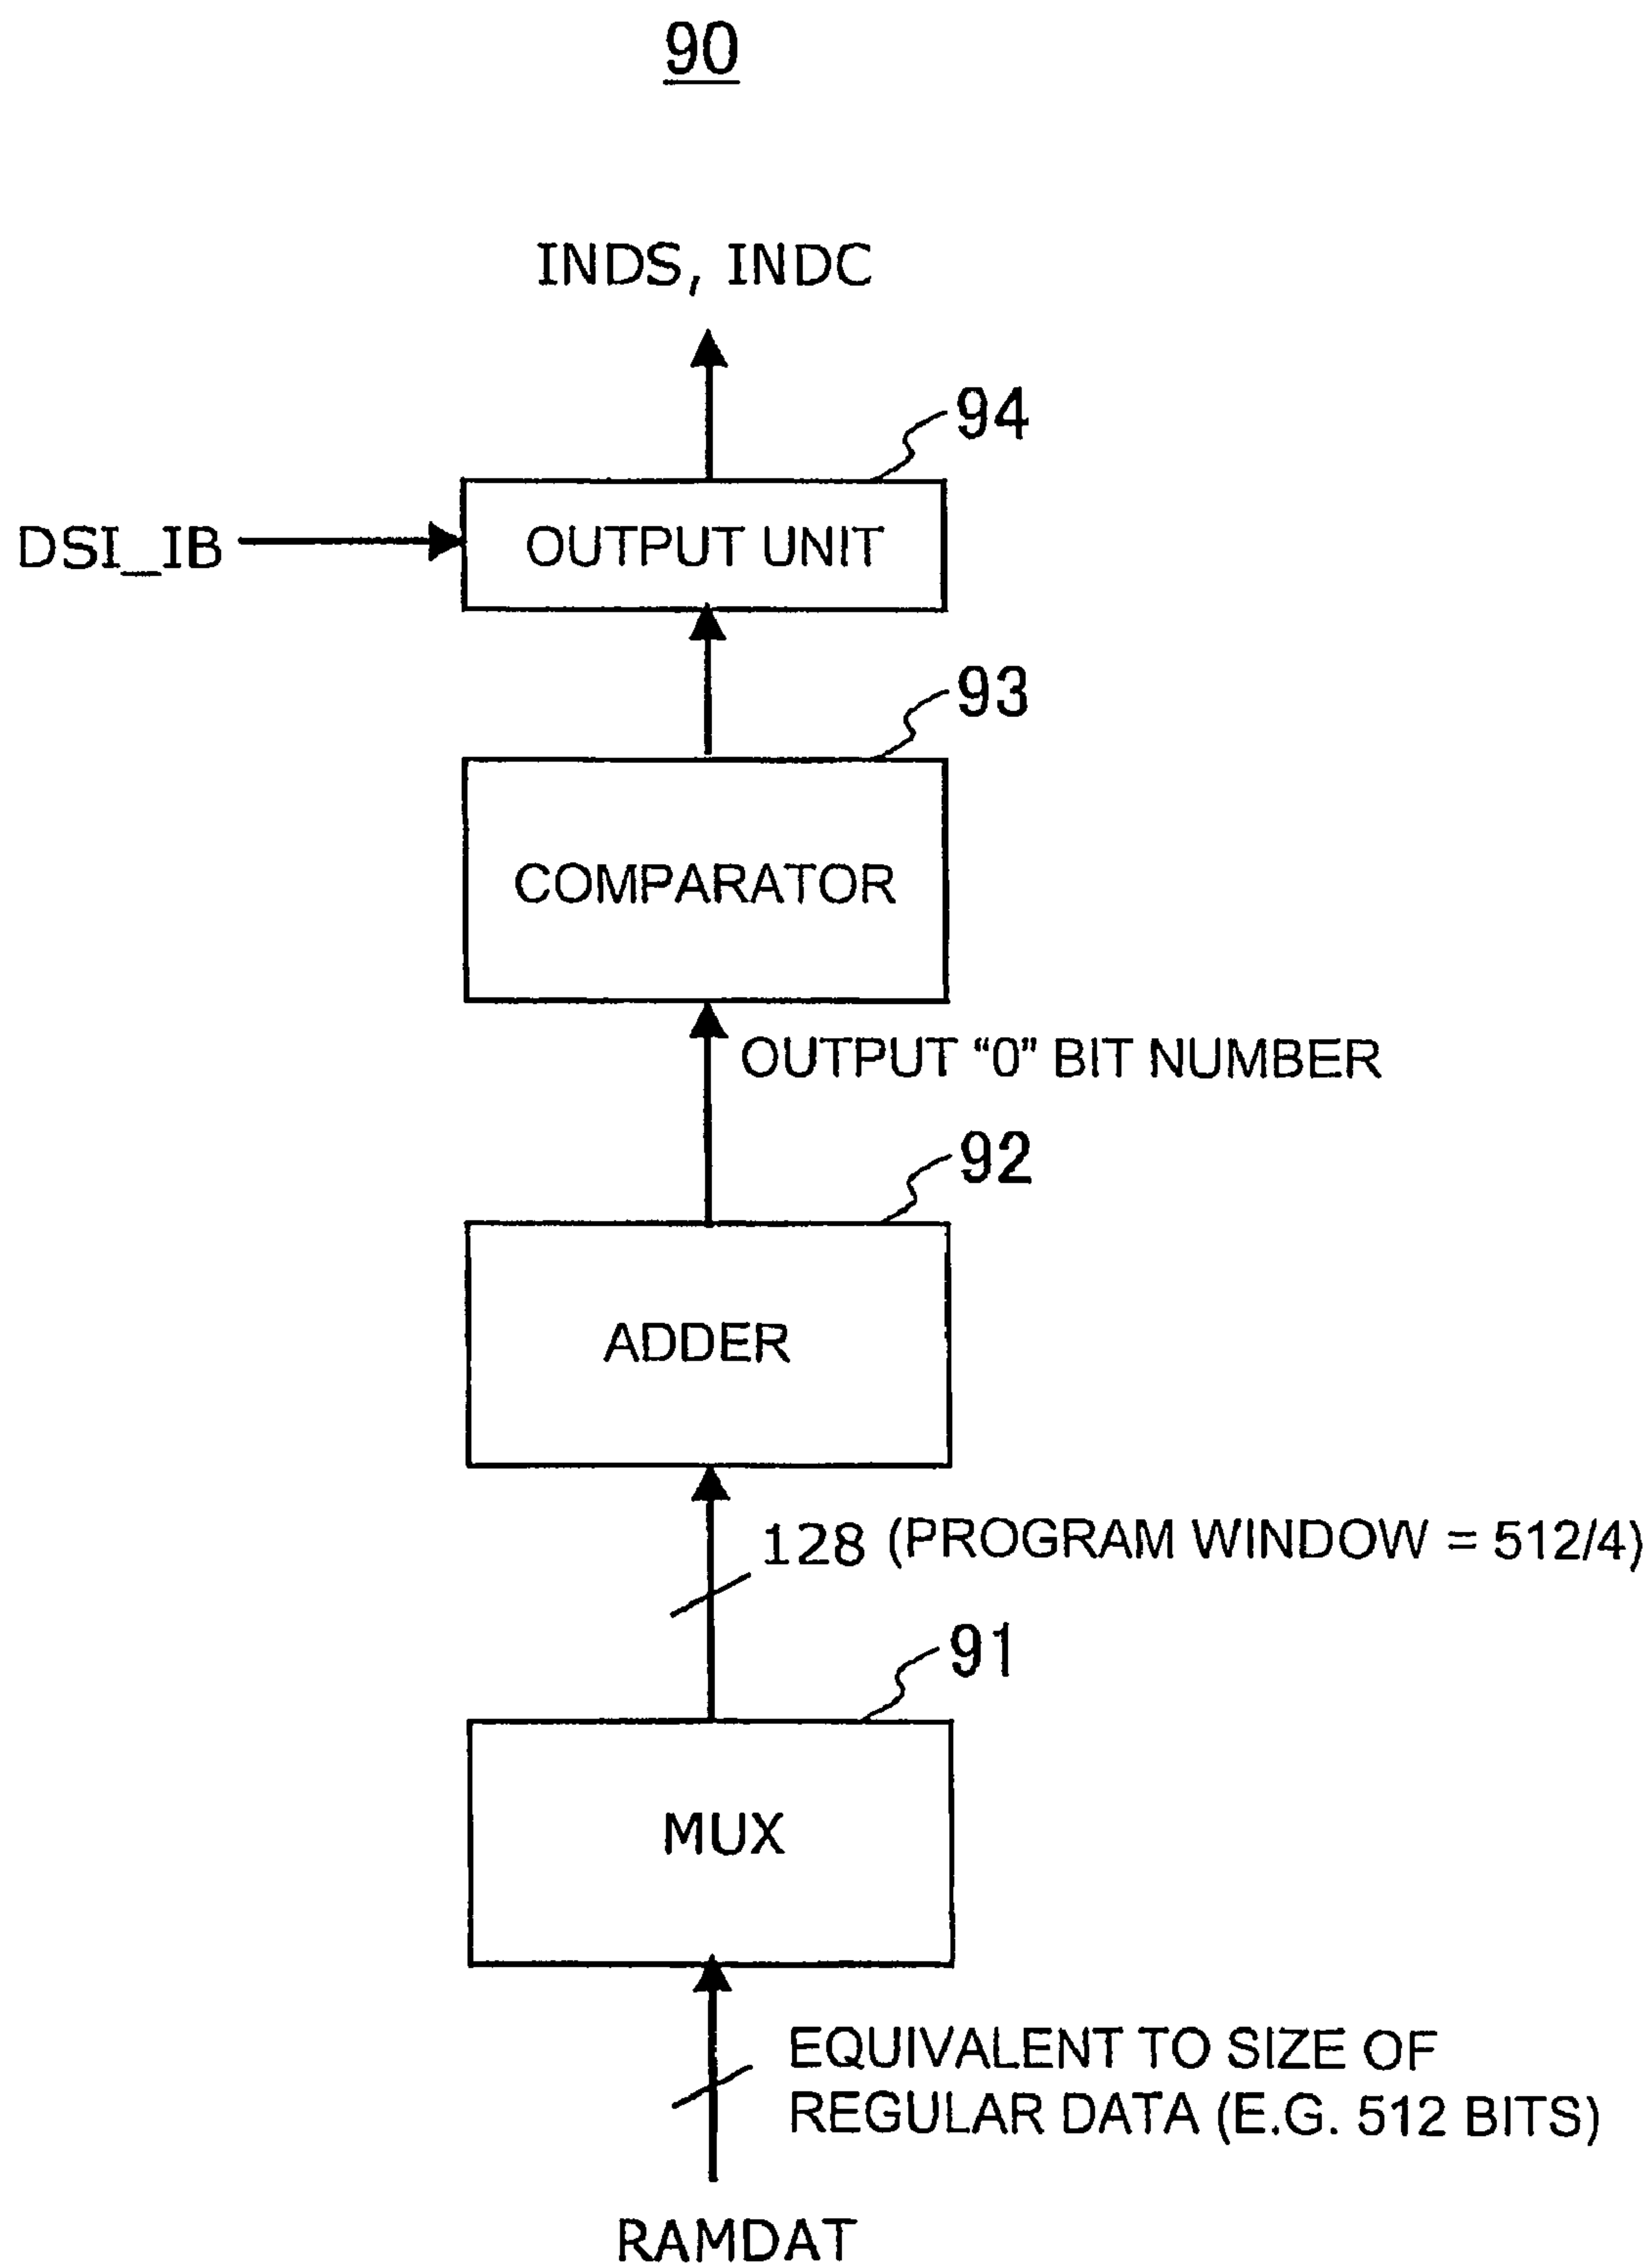 90
INDS, INDC
94
DSI_IB
OUTPUT UNIT
93
COMPARATOR
OUTPUT “0” BIT NUMBER
92
ADDER
128 (PROGRAM WINDOW = 512/4)
91
MUX
EQUIVALENT TO SIZE OF
REGULAR DATA (E.G. 512 BITS)
RAMDAT